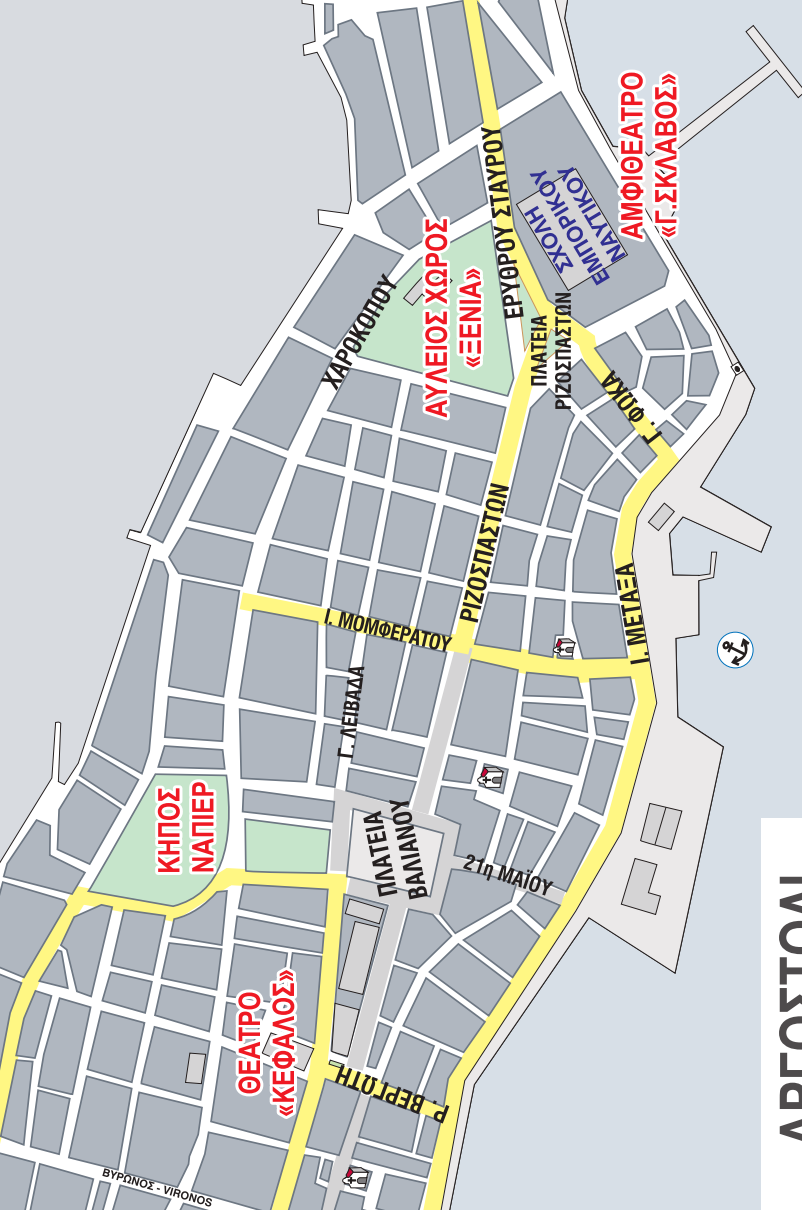 ΑΜΦΙΘΕΑΤΡΟ
«Γ.ΣΚΛΑΒΟΣ»
ΣΧΟΛΗ
ΕΜΠΟΡΙΚΟΥ
ΝΑΥΤΙΚΟΥ
ΕΡΥΘΡΟΥ ΣΤΑΥΡΟΥ
ΑΥΛΕΙΟΣ ΧΩΡΟΣ
«ΞΕΝΙΑ»
ΧΑΡΟΚΟΠΟΥ
ΠΛΑΤΕΙΑ
ΡΙΖΟΣΠΑΣΤΩΝ
Γ. ΦΩΚΑ
ΡΙΖΟΣΠΑΣΤΩΝ
Ι. ΜΕΤΑΞΑ
Ι. ΜΟΜΦΕΡΑΤΟΥ
Γ. ΛΕΙΒΑΔΑ
ΚΗΠΟΣ
ΝΑΠΙΕΡ
ΠΛΑΤΕΙΑ
ΒΑΛΙΑΝΟΥ
21η ΜΑΪΟΥ
ΘΕΑΤΡΟ
«ΚΕΦΑΛΟΣ»
Ρ. ΒΕΡΓΩΤΗ
ΒΥΡΩΝΟΣ - VIRONOS
ΑΡΓΟΣΤΟΛΙ